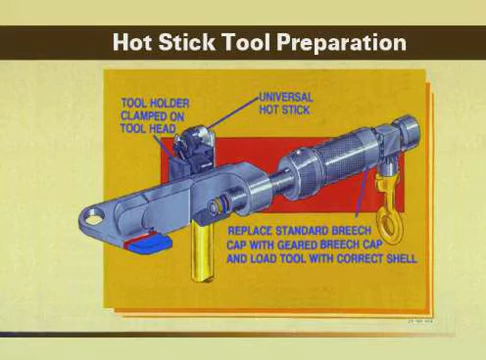 Hot Stick Tool Preparation
TOOL HOLDER
CLAMPED ON
TOOL HEAD
UNIVERSAL
HOT STICK
REPLACE STANDARD BREECH
CAP WITH GEARED BREECH CAP
AND LOAD TOOL WITH CORRECT SHELL